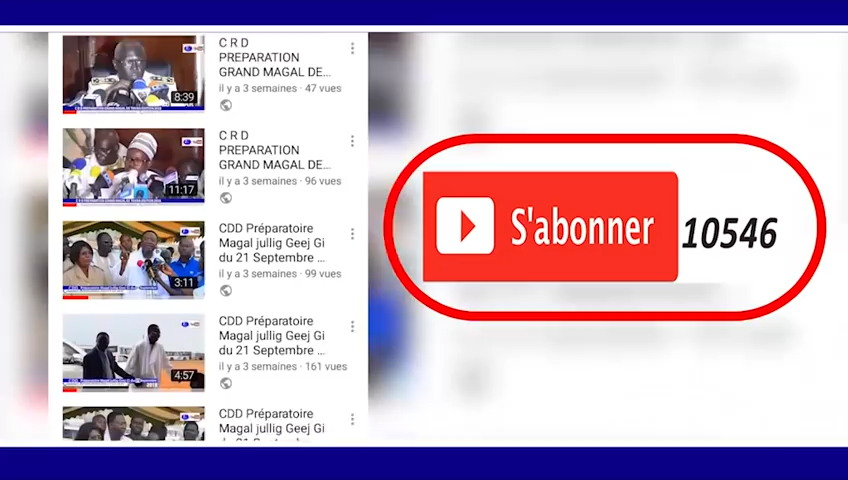 C R D
PREPARATION
GRAND MAGAL DE...
il y a 3 semaines · 47 vues
8:39
C R D
PREPARATION
GRAND MAGAL DE...
il y a 3 semaines · 96 vues
11:17
CDD Préparatoire
Magal jullig Geej Gi
du 21 Septembre ...
il y a 3 semaines · 99 vues
3:11
CDD Préparatoire
Magal jullig Geej Gi
du 21 Septembre ...
il y a 3 semaines · 161 vues
4:57
CDD Préparatoire
Magal jullig Geej Gi
S'abonner 10546